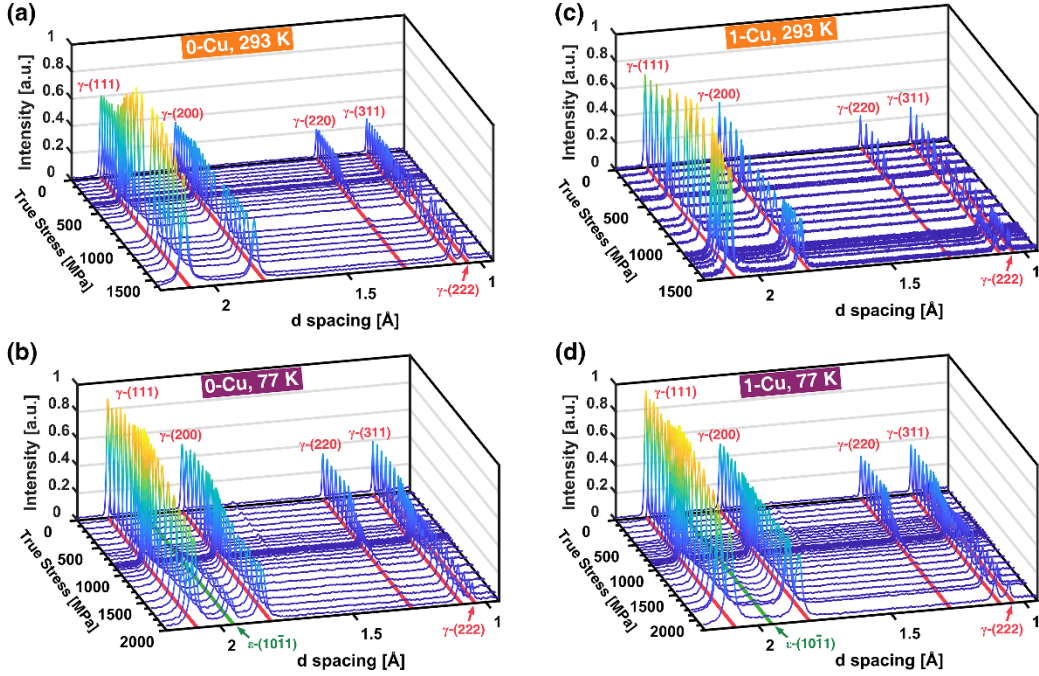 (a)
0-Cu, 293 K
Intensity [a.u.]
1
0.8
0.6
0.4
0.2
0
γ-(111)
γ-(200)
γ-(220)
γ-(311)
γ-(222)
0
500
1000
1500
True Stress [MPa]
2
1.5
1
d spacing [Å]
(c)
1-Cu, 293 K
Intensity [a.u.]
1
0.8
0.6
0.4
0.2
0
γ-(111)
γ-(200)
γ-(220)
γ-(311)
γ-(222)
0
500
1000
1500
True Stress [MPa]
2
1.5
1
d spacing [Å]
(b)
0-Cu, 77 K
Intensity [a.u.]
1
0.8
0.6
0.4
0.2
0
γ-(111)
γ-(200)
γ-(220)
γ-(311)
γ-(222)
ε-(101̄1)
0
500
1000
1500
2000
True Stress [MPa]
2
1.5
1
d spacing [Å]
(d)
1-Cu, 77 K
Intensity [a.u.]
1
0.8
0.6
0.4
0.2
0
γ-(111)
γ-(200)
γ-(220)
γ-(311)
γ-(222)
ε-(101̄1)
0
500
1000
1500
2000
True Stress [MPa]
2
1.5
1
d spacing [Å]